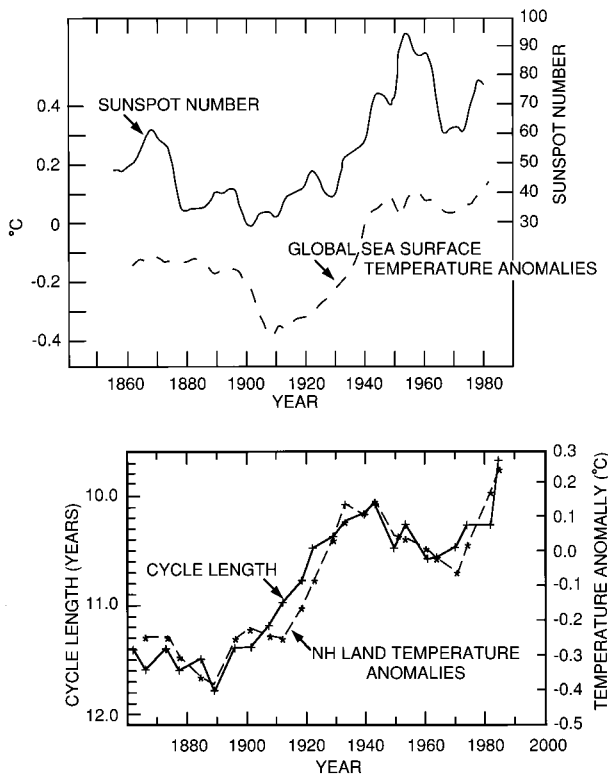 SUNSPOT NUMBER
0.4
0.2
0
-0.2
-0.4
°C
100
90
80
70
60
50
40
30
SUNSPOT NUMBER
GLOBAL SEA SURFACE
TEMPERATURE ANOMALIES
1860 1880 1900 1920 1940 1960 1980
YEAR
10.0
11.0
12.0
CYCLE LENGTH (YEARS)
CYCLE LENGTH
NH LAND TEMPERATURE
ANOMALIES
0.3
0.2
0.1
0.0
-0.1
-0.2
-0.3
-0.4
-0.5
TEMPERATURE ANOMALLY (°C)
1880 1900 1920 1940 1960 1980 2000
YEAR